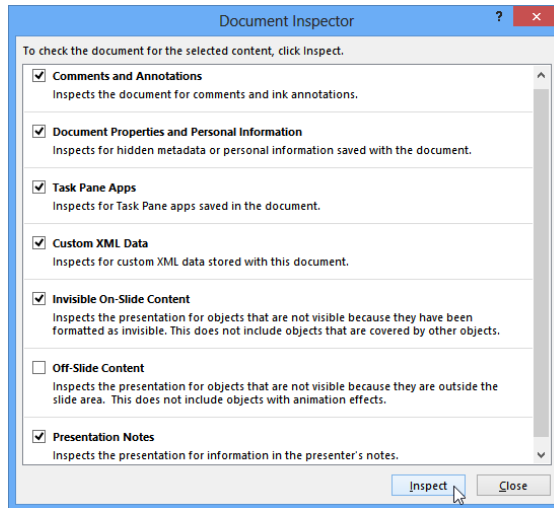 Document Inspector
To check the document for the selected content, click Inspect.
Comments and Annotations
Inspects the document for comments and ink annotations.
Document Properties and Personal Information
Inspects for hidden metadata or personal information saved with the document.
Task Pane Apps
Inspects for Task Pane apps saved in the document.
Custom XML Data
Inspects for custom XML data stored with this document.
Invisible On-Slide Content
Inspects the presentation for objects that are not visible because they have been
formatted as invisible. This does not include objects that are covered by other objects.
Off-Slide Content
Inspects the presentation for objects that are not visible because they are outside the
slide area.  This does not include objects with animation effects.
Presentation Notes
Inspects the presentation for information in the presenter's notes.
Inspect Close